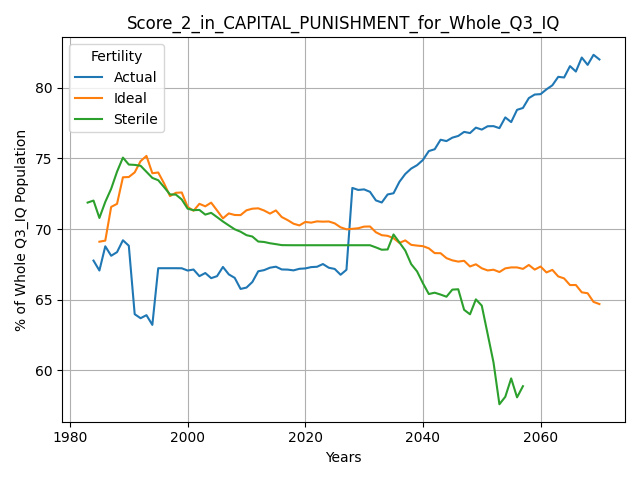 Score_2_in_CAPITAL_PUNISHMENT_for_Whole_Q3_IQ
Fertility
Actual
Ideal
Sterile
% of Whole Q3_IQ Population
80
75
70
65
60
1980
2000
2020
2040
2060
Years